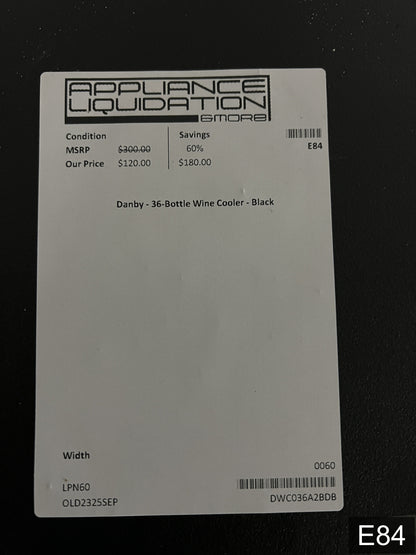 APPLIANCE
LIQUIDATION
&MORE
Condition Savings
MSRP $300.00 60% E84
Our Price $120.00 $180.00
Danby - 36-Bottle Wine Cooler - Black
Width
0060
LPN60
OLD2325SEP DWC036A2BDB
E84